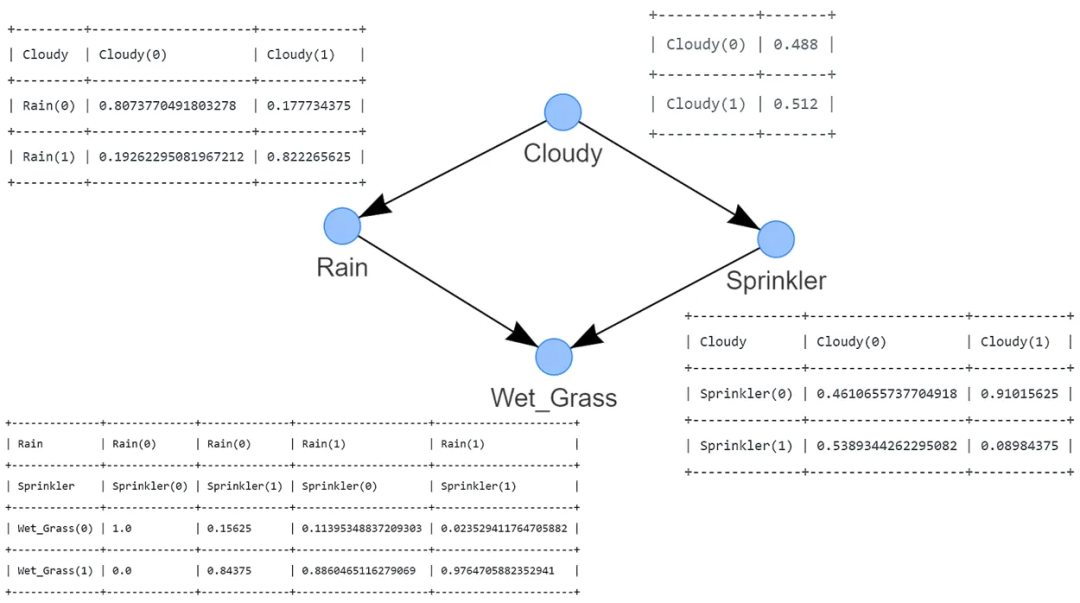 +---------+--------------------+-------------+
| Cloudy | Cloudy(0) | Cloudy(1) |
+---------+--------------------+-------------+
| Rain(0) | 0.8073770491803278 | 0.177734375 |
+---------+--------------------+-------------+
| Rain(1) | 0.19262295081967212 | 0.822265625 |
+---------+--------------------+-------------+
+-----------+-------+
| Cloudy(0) | 0.488 |
+-----------+-------+
| Cloudy(1) | 0.512 |
+-----------+-------+
Cloudy
Rain
Sprinkler
Wet_Grass
+--------------+--------------------+------------+
| Cloudy | Cloudy(0) | Cloudy(1) |
+--------------+--------------------+------------+
| Sprinkler(0) | 0.4610655737704918 | 0.91015625 |
+--------------+--------------------+------------+
| Sprinkler(1) | 0.5389344262295082 | 0.08984375 |
+--------------+--------------------+------------+
+--------------+--------------+--------------+---------------------+----------------------+
| Rain | Rain(0) | Rain(0) | Rain(1) | Rain(1) |
+--------------+--------------+--------------+---------------------+----------------------+
| Sprinkler | Sprinkler(0) | Sprinkler(1) | Sprinkler(0) | Sprinkler(1) |
+--------------+--------------+--------------+---------------------+----------------------+
| Wet_Grass(0) | 1.0 | 0.15625 | 0.11395348837209303 | 0.023529411764705882 |
+--------------+--------------+--------------+---------------------+----------------------+
| Wet_Grass(1) | 0.0 | 0.84375 | 0.8860465116279069 | 0.9764705882352941 |
+--------------+--------------+--------------+---------------------+----------------------+